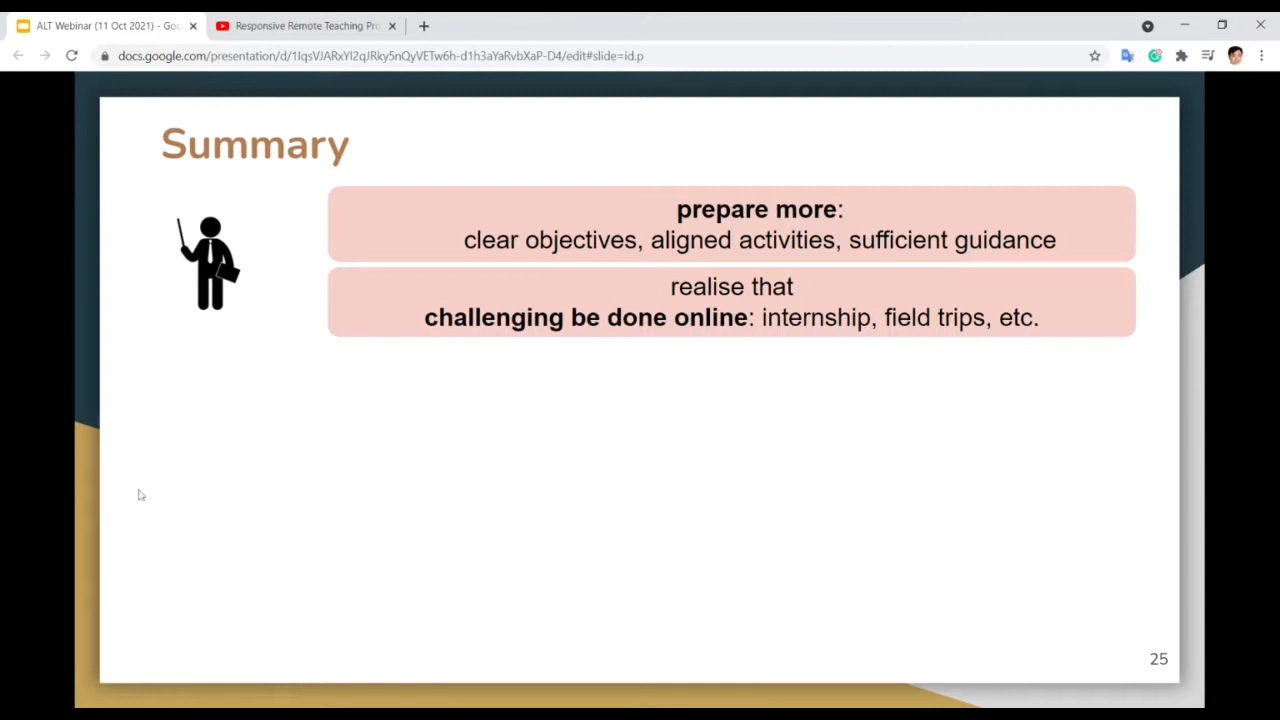 ALT Webinar (11 Oct 2021) - Goo
Responsive Remote Teaching Pro
docs.google.com/presentation/d/1IqsVJARxYI2qJRky5nQyVETw6h-d1h3aYaRvbXaP-D4/edit#slide=id.p
Summary
prepare more:
clear objectives, aligned activities, sufficient guidance
realise that
challenging be done online: internship, field trips, etc.
25